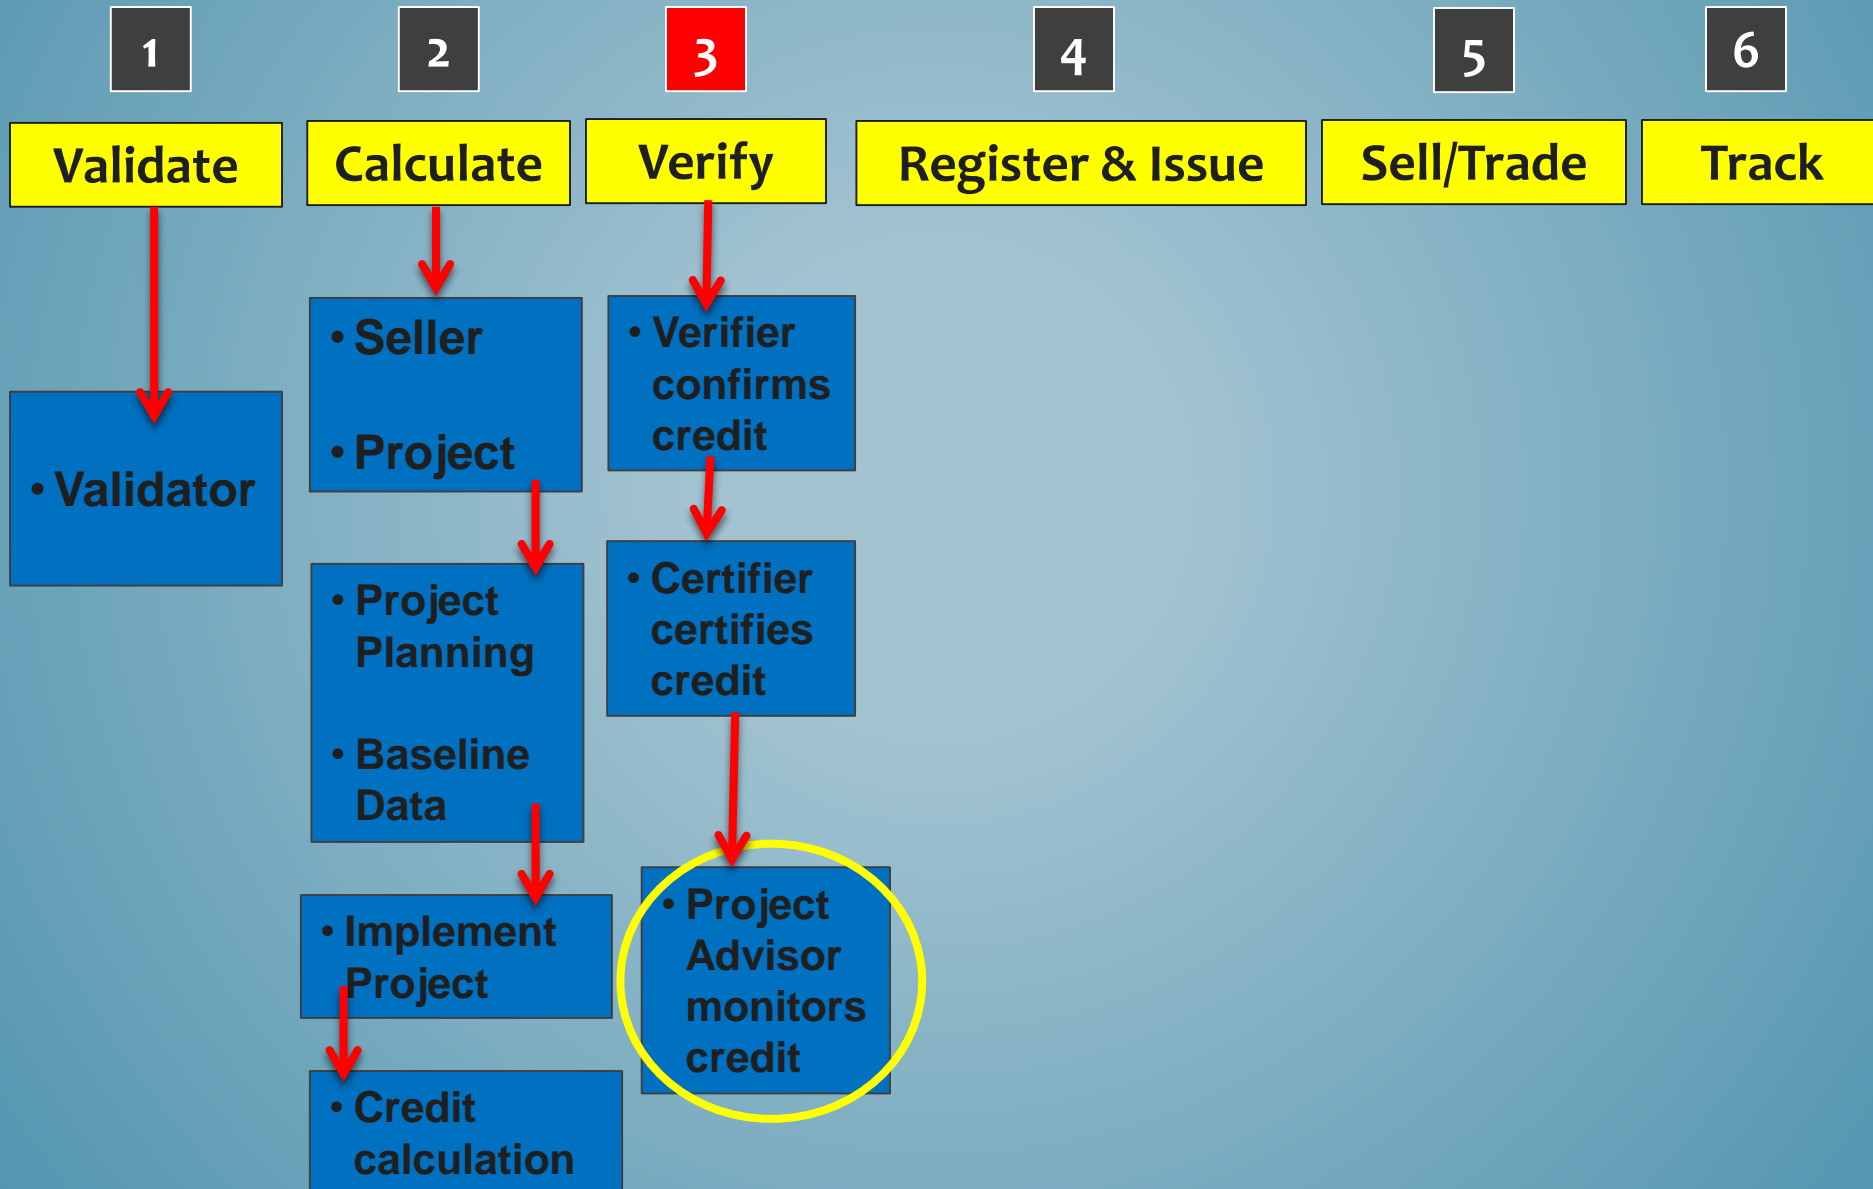 1 2 3 4 5 6
Validate Calculate Verify Register & Issue Sell/Trade Track
• Validator
• Seller
• Project
• Project
Planning
• Baseline
Data
• Implement
Project
• Credit
calculation
• Verifier
confirms
credit
• Certifier
certifies
credit
• Project
Advisor
monitors
credit